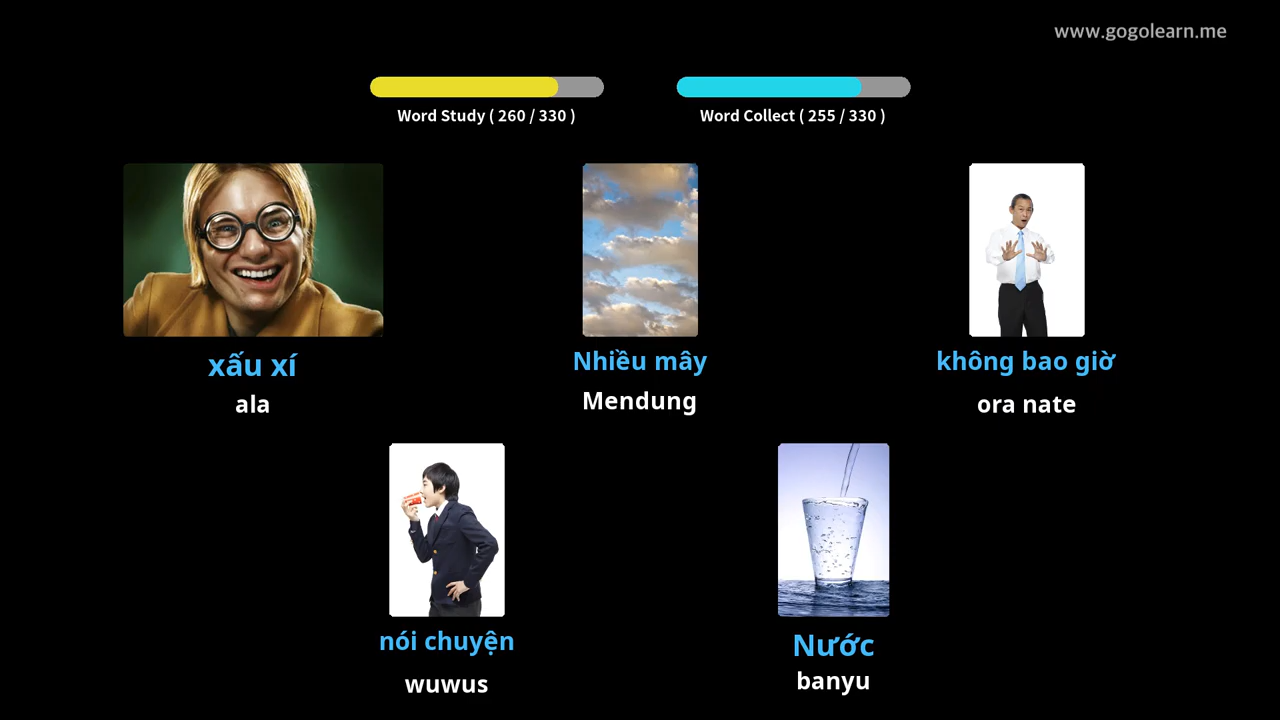 www.gogolearn.me
Word Study ( 260 / 330 )
Word Collect ( 255 / 330 )
xấu xí
ala
Nhiều mây
Mendung
không bao giờ
ora nate
nói chuyện
wuwus
Nước
banyu